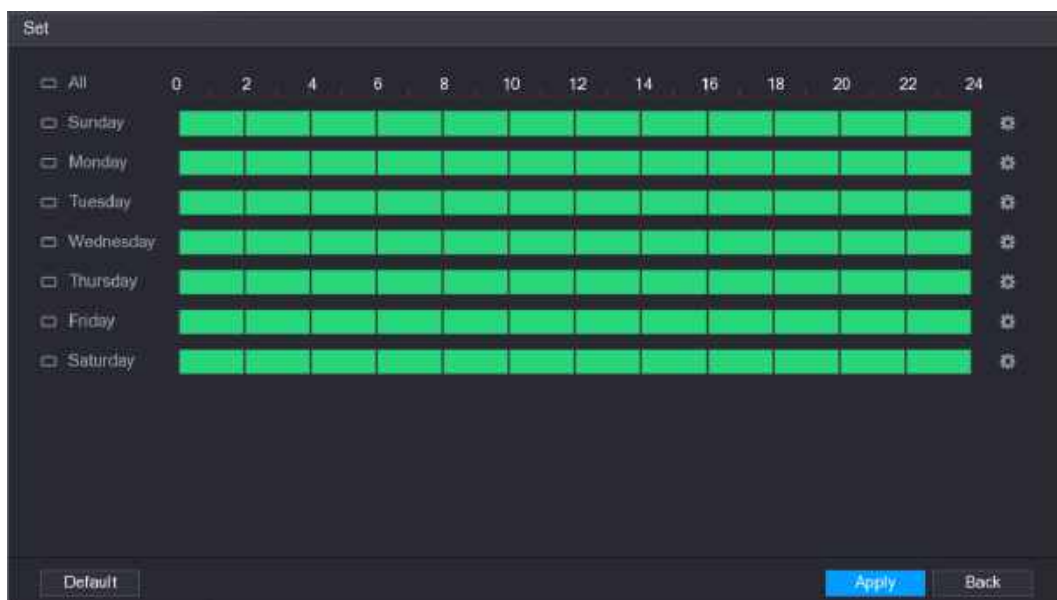 Set
All 0 2 4 6 8 10 12 14 16 18 20 22 24
Sunday
Monday
Tuesday
Wednesday
Thursday
Friday
Saturday
Default Apply Back